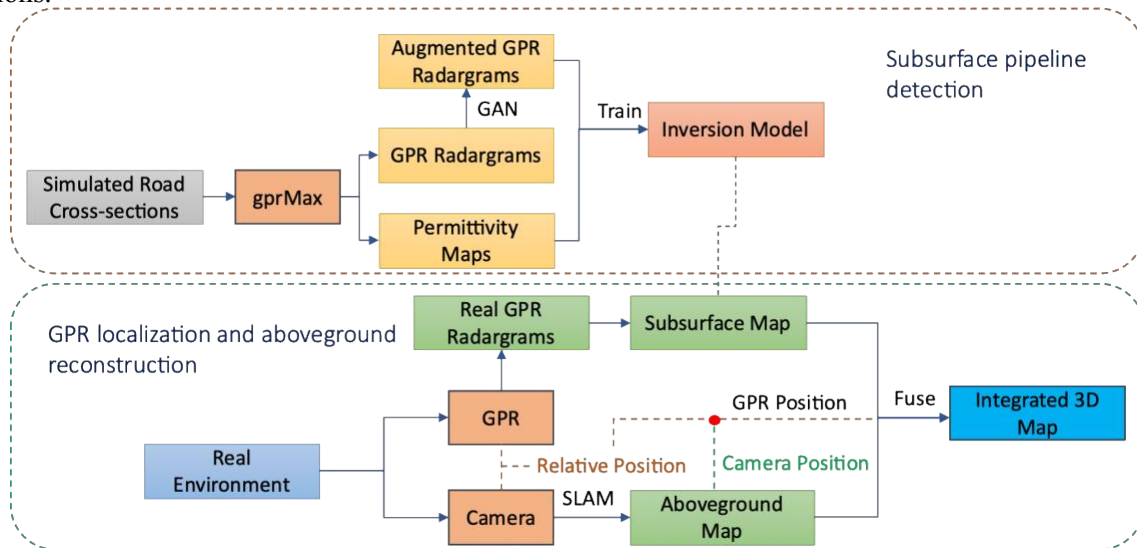 Augmented GPR
Radargrams
Subsurface pipeline
detection
GAN
Train
Inversion Model
GPR Radargrams
Simulated Road
Cross-sections
gprMax
Permittivity
Maps
GPR localization and aboveground
reconstruction
Real GPR
Radargrams
Subsurface Map
GPR Position
Fuse
Integrated 3D
Map
GPR
Real
Environment
Relative Position
Camera Position
Camera
SLAM
Aboveground
Map